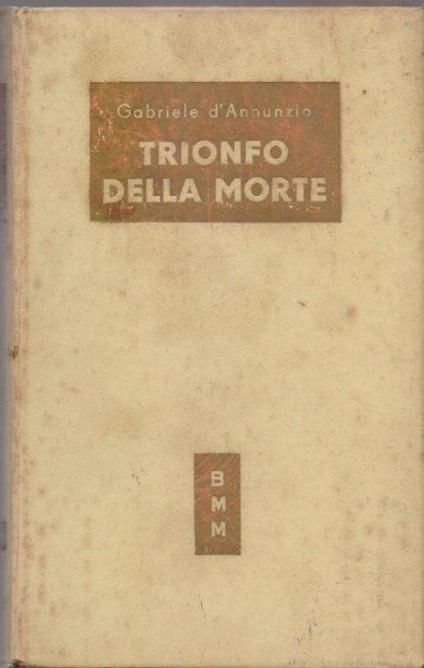 Gabriele d'Annunzio
TRIONFO
DELLA MORTE
B
M
M